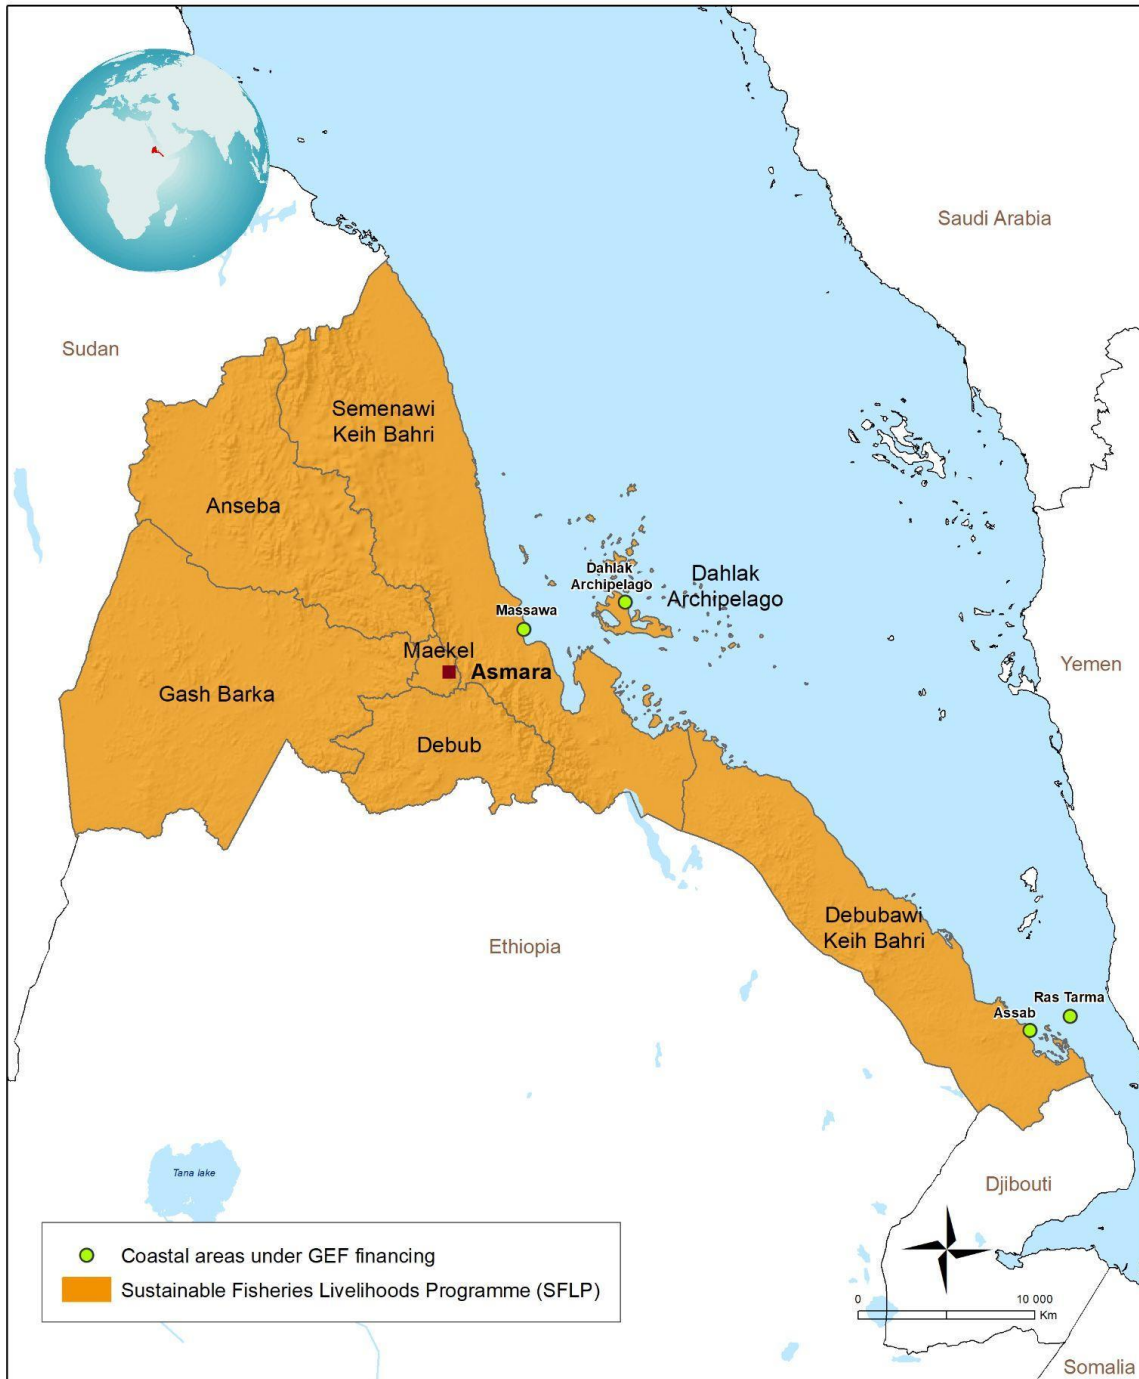 Saudi Arabia
Sudan
Semenawi
Keih Bahri
Anseba
Dahlak
Archipelago
Dahlak
Archipelago
Massawa
Maekel
Asmara
Yemen
Gash Barka
Debub
Debubawi
Keih Bahri
Ethiopia
Ras Tarma
Assab
Tana lake
Djibouti
Coastal areas under GEF financing
Sustainable Fisheries Livelihoods Programme (SFLP)
0 10 000
Km
Somalia